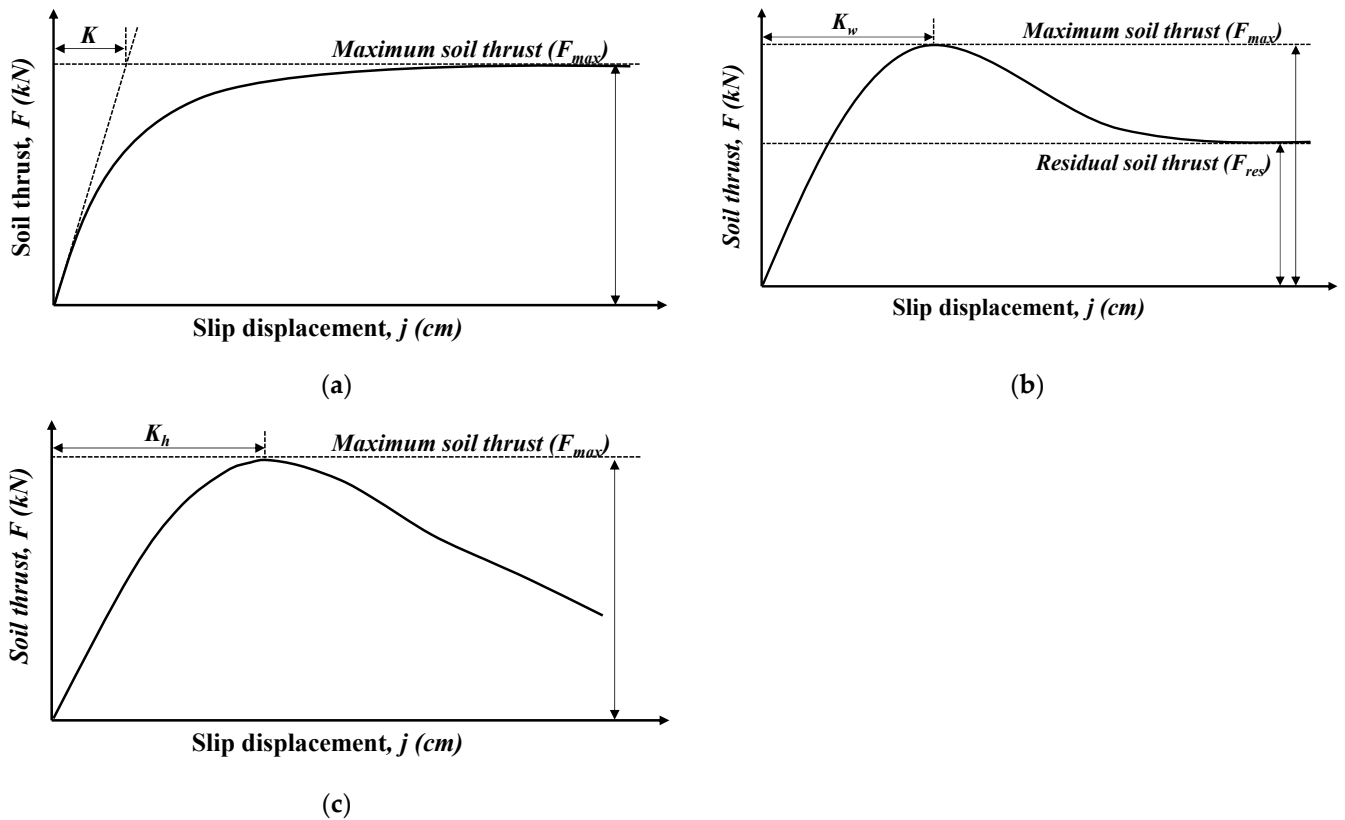 K
Maximum soil thrust (Fmax)
Soil thrust, F (kN)
Slip displacement, j (cm)
(a)
Kw
Maximum soil thrust (Fmax)
Residual soil thrust (Fres)
Soil thrust, F (kN)
Slip displacement, j (cm)
(b)
Kh
Maximum soil thrust (Fmax)
Soil thrust, F (kN)
Slip displacement, j (cm)
(c)